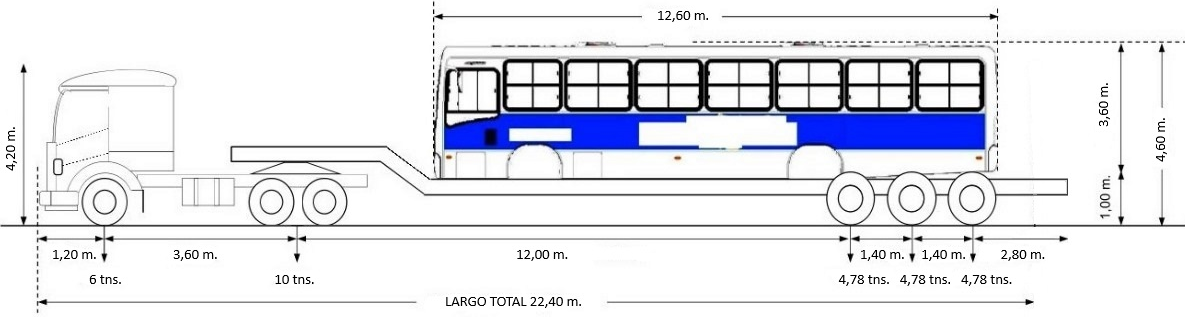 12,60 m.
4,20 m.
3,60 m.
4,60 m.
1,00 m.
1,20 m.
3,60 m.
12,00 m.
1,40 m.
1,40 m.
2,80 m.
6 tns.
10 tns.
4,78 tns.
4,78 tns.
4,78 tns.
LARGO TOTAL 22,40 m.